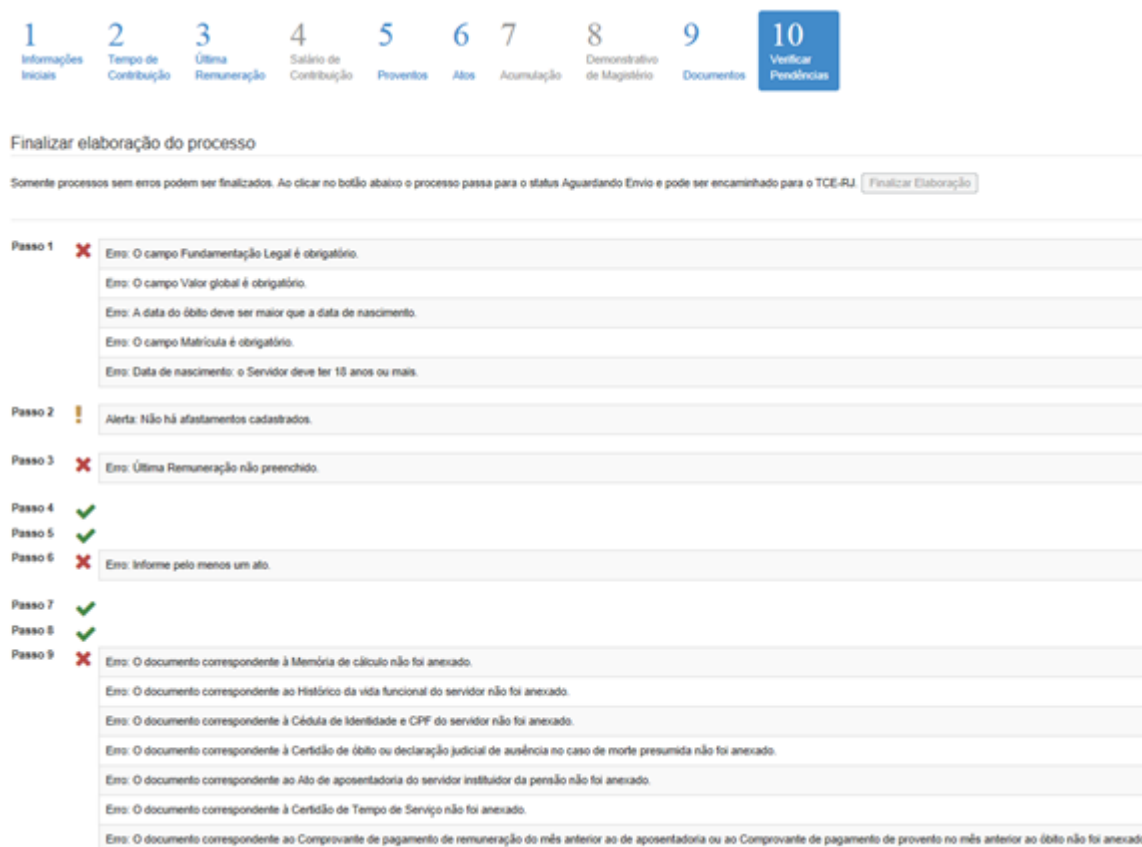 1 2 3 4 5 6 7 8 9 10
Informações Iniciais
Tempo de Contribuição
Última Remuneração
Salário de Contribuição
Proventos
Atos
Acumulação
Demonstrativo de Magistério
Documentos
Verificar Pendências
Finalizar elaboração do processo
Somente processos sem erros podem ser finalizados. Ao clicar no botão abaixo o processo passa para o status Aguardando Envio e pode ser encaminhado para o TCE-RJ. Finalizar Elaboração
Passo 1
Erro: O campo Fundamentação Legal é obrigatório.
Erro: O campo Valor global é obrigatório.
Erro: A data do óbito deve ser maior que a data de nascimento.
Erro: O campo Matrícula é obrigatório.
Erro: Data de nascimento: o Servidor deve ter 18 anos ou mais.
Passo 2
Alerta: Não há afastamentos cadastrados.
Passo 3
Erro: Última Remuneração não preenchido.
Passo 4
Passo 5
Passo 6
Erro: Informe pelo menos um ato.
Passo 7
Passo 8
Passo 9
Erro: O documento correspondente à Memória de cálculo não foi anexado.
Erro: O documento correspondente ao Histórico da vida funcional do servidor não foi anexado.
Erro: O documento correspondente à Cédula de Identidade e CPF do servidor não foi anexado.
Erro: O documento correspondente à Certidão de óbito ou declaração judicial de ausência no caso de morte presumida não foi anexado.
Erro: O documento correspondente ao Ato de aposentadoria do servidor instituidor da pensão não foi anexado.
Erro: O documento correspondente à Certidão de Tempo de Serviço não foi anexado.
Erro: O documento correspondente ao Comprovante de pagamento de remuneração do mês anterior ao de aposentadoria ou ao Comprovante de pagamento de provento no mês anterior ao óbito não foi anexado